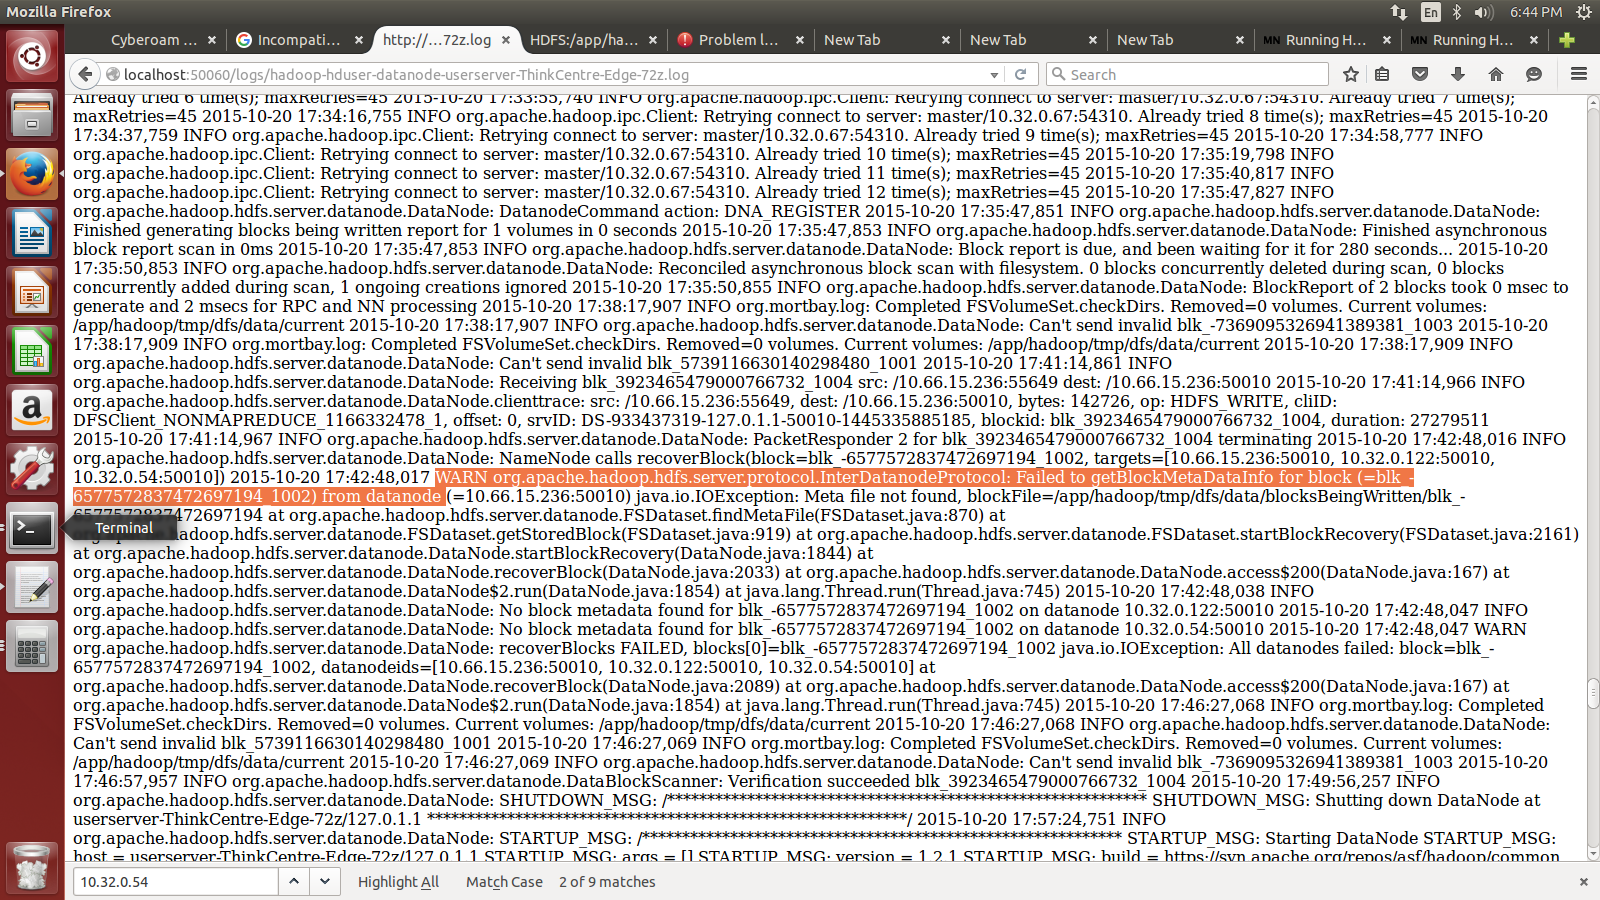 Mozilla Firefox
En
6:44 PM
Cyberoam ...
Incompati...
http://...72z.log
HDFS:/app/ha...
Problem l...
New Tab
New Tab
New Tab
Running H...
Running H...
localhost:50060/logs/hadoop-hduser-datanode-userserver-ThinkCentre-Edge-72z.log
Search
Already tried 6 time(s); maxRetries=45 2015-10-20 17:33:55,740 INFO org.apache.hadoop.ipc.Client: Retrying connect to server: master/10.32.0.67:54310. Already tried 7 time(s);
maxRetries=45 2015-10-20 17:34:16,755 INFO org.apache.hadoop.ipc.Client: Retrying connect to server: master/10.32.0.67:54310. Already tried 8 time(s); maxRetries=45 2015-10-20
17:34:37,759 INFO org.apache.hadoop.ipc.Client: Retrying connect to server: master/10.32.0.67:54310. Already tried 9 time(s); maxRetries=45 2015-10-20 17:34:58,777 INFO
org.apache.hadoop.ipc.Client: Retrying connect to server: master/10.32.0.67:54310. Already tried 10 time(s); maxRetries=45 2015-10-20 17:35:19,798 INFO
org.apache.hadoop.ipc.Client: Retrying connect to server: master/10.32.0.67:54310. Already tried 11 time(s); maxRetries=45 2015-10-20 17:35:40,817 INFO
org.apache.hadoop.ipc.Client: Retrying connect to server: master/10.32.0.67:54310. Already tried 12 time(s); maxRetries=45 2015-10-20 17:35:47,827 INFO
org.apache.hadoop.hdfs.server.datanode.DataNode: DatanodeCommand action: DNA_REGISTER 2015-10-20 17:35:47,851 INFO org.apache.hadoop.hdfs.server.datanode.DataNode:
Finished generating blocks being written report for 1 volumes in 0 seconds 2015-10-20 17:35:47,853 INFO org.apache.hadoop.hdfs.server.datanode.DataNode: Finished asynchronous
block report scan in 0ms 2015-10-20 17:35:47,853 INFO org.apache.hadoop.hdfs.server.datanode.DataNode: Block report is due, and been waiting for it for 280 seconds... 2015-10-20
17:35:50,853 INFO org.apache.hadoop.hdfs.server.datanode.DataNode: Reconciled asynchronous block scan with filesystem. 0 blocks concurrently deleted during scan, 0 blocks
concurrently added during scan, 1 ongoing creations ignored 2015-10-20 17:35:50,855 INFO org.apache.hadoop.hdfs.server.datanode.DataNode: BlockReport of 2 blocks took 0 msec to
generate and 2 msecs for RPC and NN processing 2015-10-20 17:38:17,907 INFO org.mortbay.log: Completed FSVolumeSet.checkDirs. Removed=0 volumes. Current volumes:
/app/hadoop/tmp/dfs/data/current 2015-10-20 17:38:17,907 INFO org.apache.hadoop.hdfs.server.datanode.DataNode: Can't send invalid blk_-7369095326941389381_1003 2015-10-20
17:38:17,909 INFO org.mortbay.log: Completed FSVolumeSet.checkDirs. Removed=0 volumes. Current volumes: /app/hadoop/tmp/dfs/data/current 2015-10-20 17:38:17,909 INFO
org.apache.hadoop.hdfs.server.datanode.DataNode: Can't send invalid blk_5739116630140298480_1001 2015-10-20 17:41:14,861 INFO
org.apache.hadoop.hdfs.server.datanode.DataNode: Receiving blk_3923465479000766732_1004 src: /10.66.15.236:55649 dest: /10.66.15.236:50010 2015-10-20 17:41:14,966 INFO
org.apache.hadoop.hdfs.server.datanode.DataNode.clienttrace: src: /10.66.15.236:55649, dest: /10.66.15.236:50010, bytes: 142726, op: HDFS_WRITE, cliID:
DFSClient_NONMAPREDUCE_1166332478_1, offset: 0, srvID: DS-933437319-127.0.1.1-50010-1445335885185, blockid: blk_3923465479000766732_1004, duration: 27279511
2015-10-20 17:41:14,967 INFO org.apache.hadoop.hdfs.server.datanode.DataNode: PacketResponder 2 for blk_3923465479000766732_1004 terminating 2015-10-20 17:42:48,016 INFO
org.apache.hadoop.hdfs.server.datanode.DataNode: NameNode calls recoverBlock(block=blk_-6577572837472697194_1002, targets=[10.66.15.236:50010, 10.32.0.122:50010,
10.32.0.54:50010]) 2015-10-20 17:42:48,017 WARN org.apache.hadoop.hdfs.server.protocol.InterDatanodeProtocol: Failed to getBlockMetaDataInfo for block (=blk_-
6577572837472697194_1002) from datanode (=10.66.15.236:50010) java.io.IOException: Meta file not found, blockFile=/app/hadoop/tmp/dfs/data/blocksBeingWritten/blk_-
6577572837472697194 at org.apache.hadoop.hdfs.server.datanode.FSDataset.findMetaFile(FSDataset.java:870) at
Terminal
hadoop.hdfs.server.datanode.FSDataset.getStoredBlock(FSDataset.java:919) at org.apache.hadoop.hdfs.server.datanode.FSDataset.startBlockRecovery(FSDataset.java:2161)
at org.apache.hadoop.hdfs.server.datanode.DataNode.startBlockRecovery(DataNode.java:1844) at
org.apache.hadoop.hdfs.server.datanode.DataNode.recoverBlock(DataNode.java:2033) at org.apache.hadoop.hdfs.server.datanode.DataNode.access$200(DataNode.java:167) at
org.apache.hadoop.hdfs.server.datanode.DataNode$2.run(DataNode.java:1854) at java.lang.Thread.run(Thread.java:745) 2015-10-20 17:42:48,038 INFO
org.apache.hadoop.hdfs.server.datanode.DataNode: No block metadata found for blk_-6577572837472697194_1002 on datanode 10.32.0.122:50010 2015-10-20 17:42:48,047 INFO
org.apache.hadoop.hdfs.server.datanode.DataNode: No block metadata found for blk_-6577572837472697194_1002 on datanode 10.32.0.54:50010 2015-10-20 17:42:48,047 WARN
org.apache.hadoop.hdfs.server.datanode.DataNode: recoverBlocks FAILED, blocks[0]=blk_-6577572837472697194_1002 java.io.IOException: All datanodes failed: block=blk_-
6577572837472697194_1002, datanodeids=[10.66.15.236:50010, 10.32.0.122:50010, 10.32.0.54:50010] at
org.apache.hadoop.hdfs.server.datanode.DataNode.recoverBlock(DataNode.java:2089) at org.apache.hadoop.hdfs.server.datanode.DataNode.access$200(DataNode.java:167) at
org.apache.hadoop.hdfs.server.datanode.DataNode$2.run(DataNode.java:1854) at java.lang.Thread.run(Thread.java:745) 2015-10-20 17:46:27,068 INFO org.mortbay.log: Completed
FSVolumeSet.checkDirs. Removed=0 volumes. Current volumes: /app/hadoop/tmp/dfs/data/current 2015-10-20 17:46:27,068 INFO org.apache.hadoop.hdfs.server.datanode.DataNode:
Can't send invalid blk_5739116630140298480_1001 2015-10-20 17:46:27,069 INFO org.mortbay.log: Completed FSVolumeSet.checkDirs. Removed=0 volumes. Current volumes:
/app/hadoop/tmp/dfs/data/current 2015-10-20 17:46:27,069 INFO org.apache.hadoop.hdfs.server.datanode.DataNode: Can't send invalid blk_-7369095326941389381_1003 2015-10-20
17:46:57,957 INFO org.apache.hadoop.hdfs.server.datanode.DataBlockScanner: Verification succeeded blk_3923465479000766732_1004 2015-10-20 17:49:56,257 INFO
org.apache.hadoop.hdfs.server.datanode.DataNode: SHUTDOWN_MSG: /************************************************************ SHUTDOWN_MSG: Shutting down DataNode at
userserver-ThinkCentre-Edge-72z/127.0.1.1 ************************************************************/ 2015-10-20 17:57:24,751 INFO
org.apache.hadoop.hdfs.server.datanode.DataNode: STARTUP_MSG: /************************************************************ STARTUP_MSG: Starting DataNode STARTUP_MSG:
host = userserver-ThinkCentre-Edge-72z/127.0.1.1 STARTUP_MSG: args = [] STARTUP_MSG: version = 1.2.1 STARTUP_MSG: build = https://svn.apache.org/repos/asf/hadoop/common
10.32.0.54
Highlight All
Match Case
2 of 9 matches